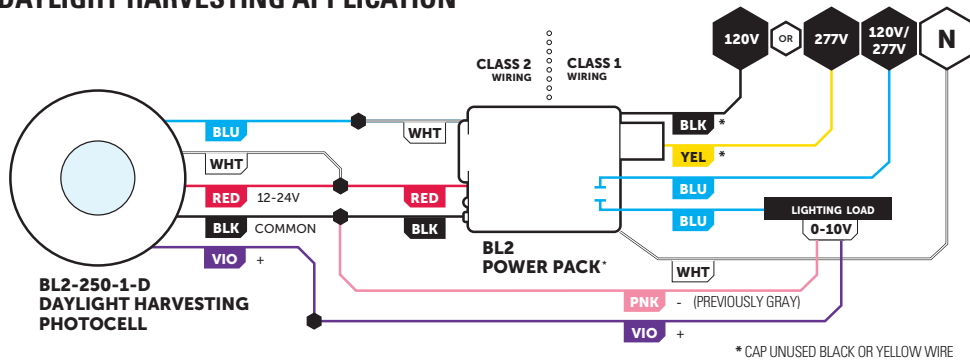 DAYLIGHT HARVESTING APPLICATION
120V
OR
277V
120V/
277V
N
CLASS 2
WIRING
CLASS 1
WIRING
BLU
WHT
BLK *
WHT
YEL *
RED 12-24V
RED
BLU
BLK COMMON
BLK
BLU
LIGHTING LOAD
0-10V
VIO +
BL2
POWER PACK*
WHT
BL2-250-1-D
DAYLIGHT HARVESTING
PHOTOCELL
PNK - (PREVIOUSLY GRAY)
VIO +
* CAP UNUSED BLACK OR YELLOW WIRE